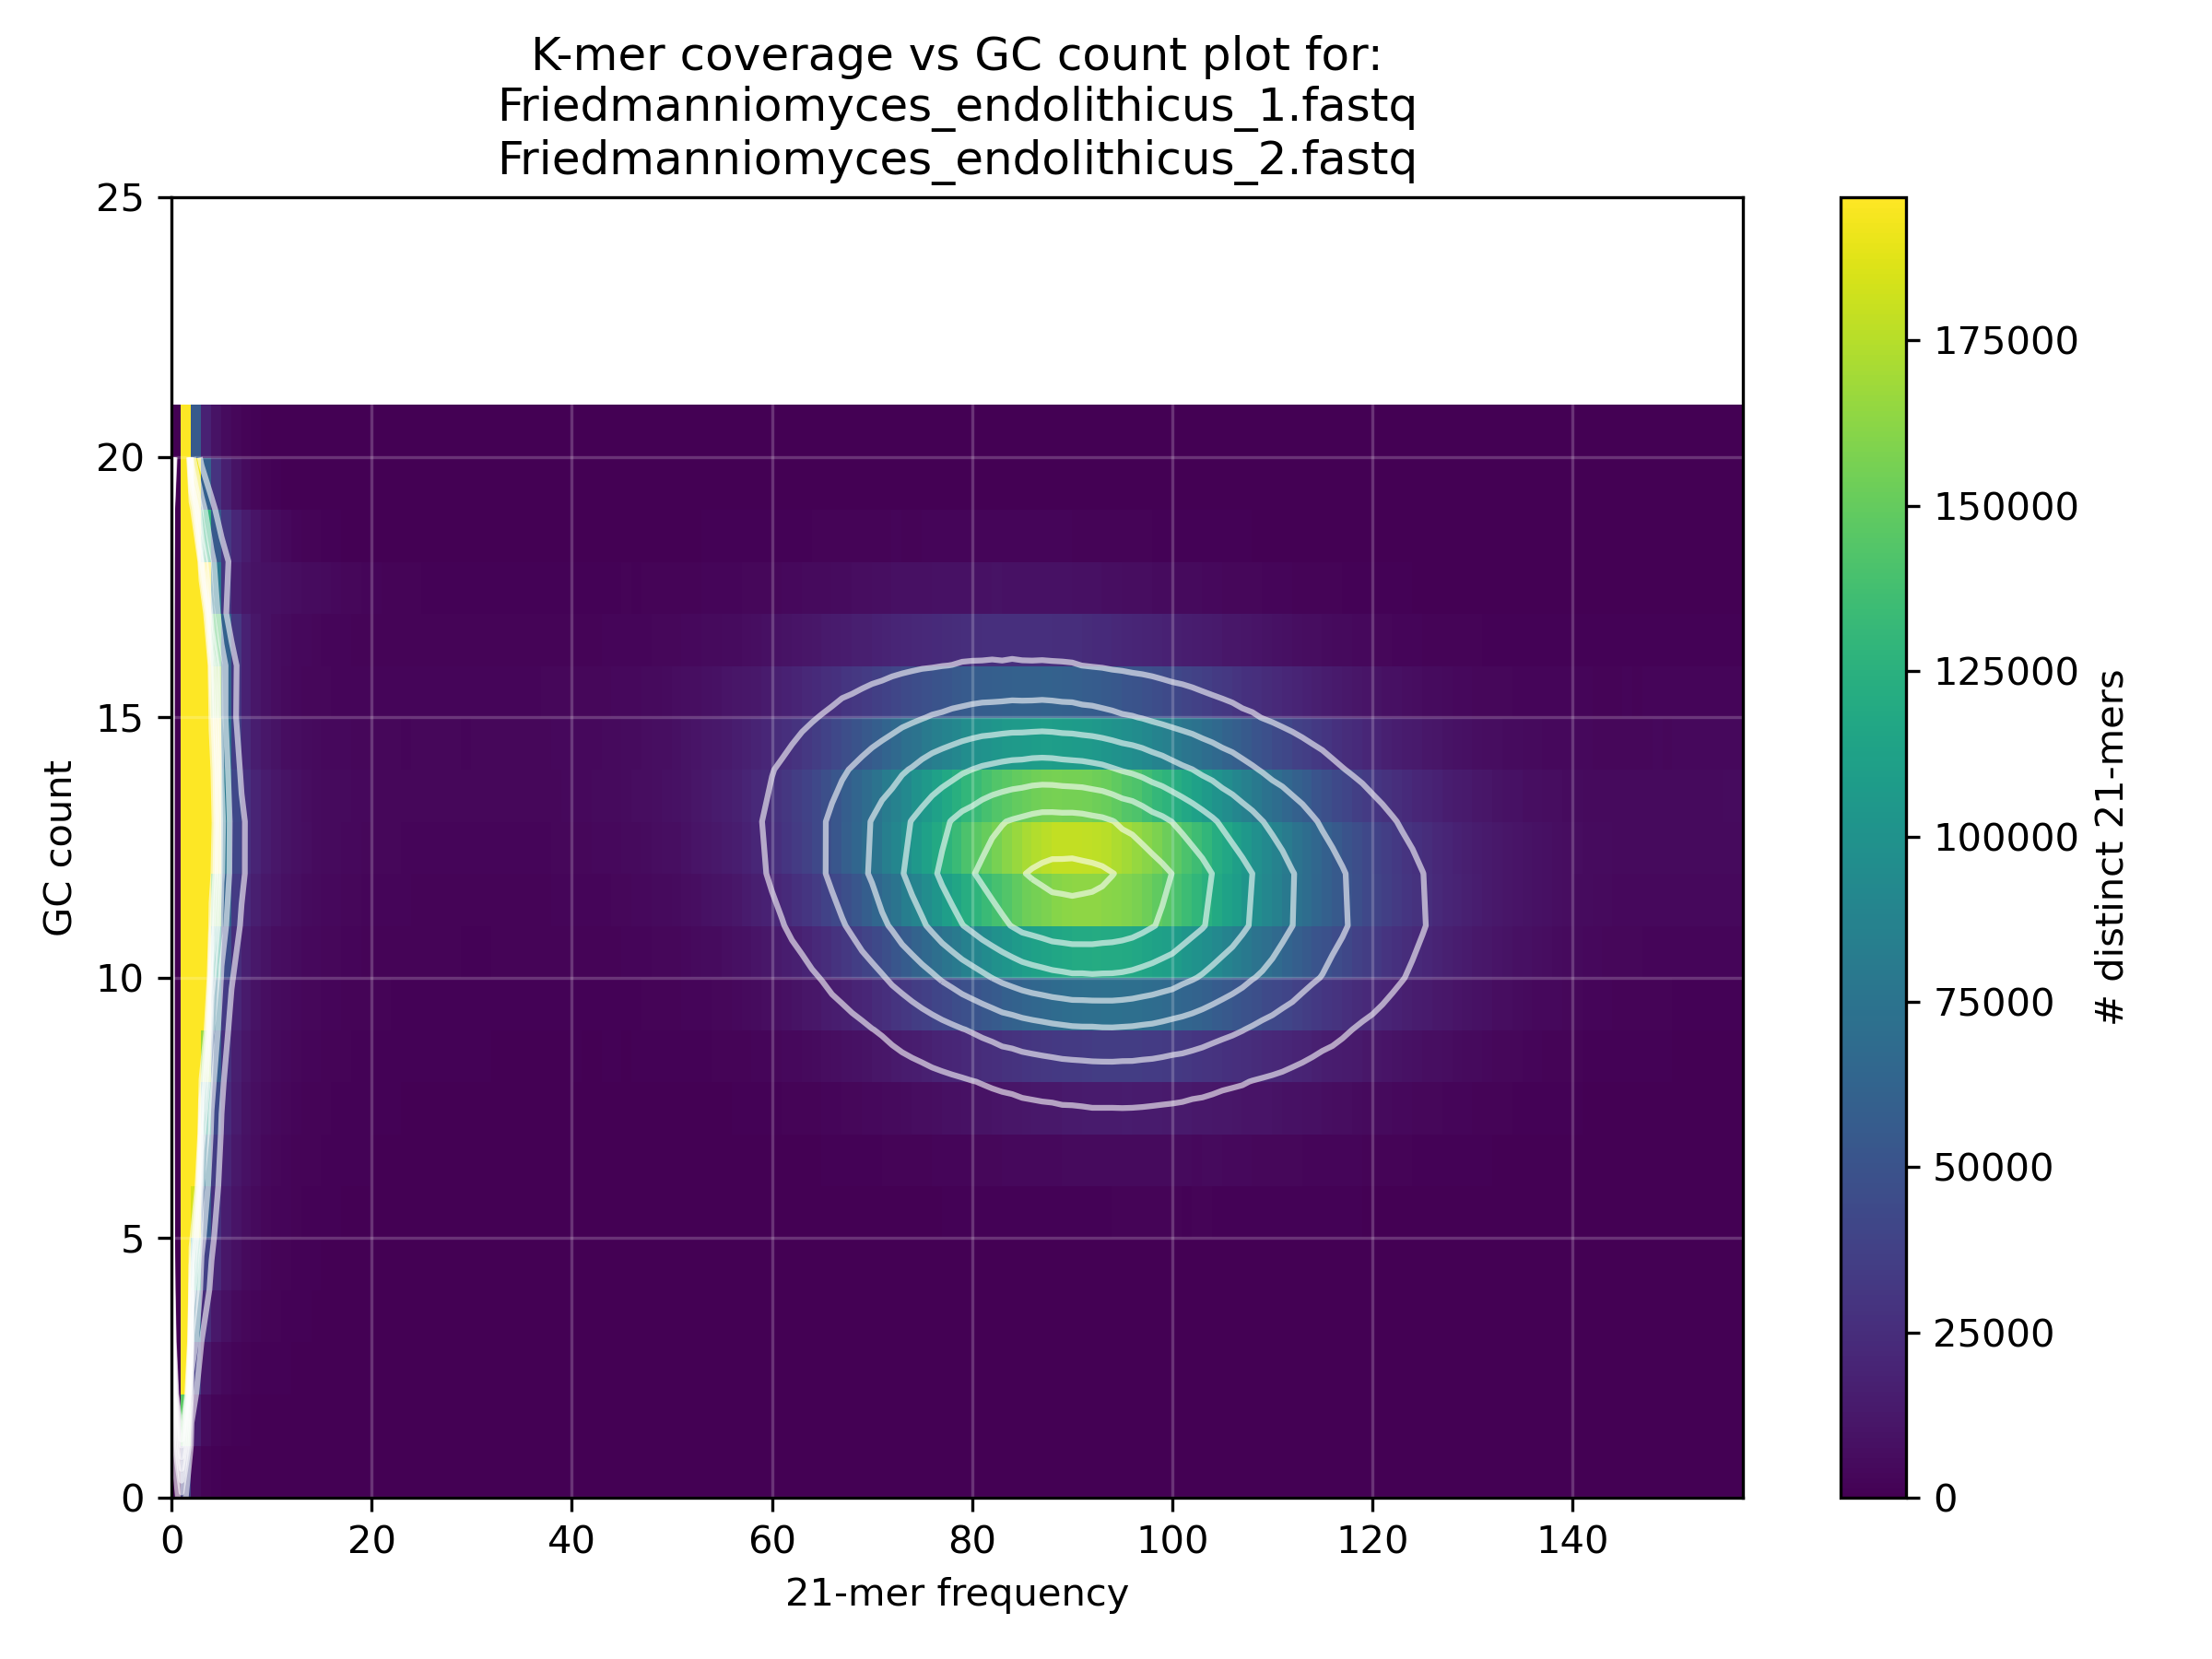 K-mer coverage vs GC count plot for:
Friedmanniomyces_endolithicus_1.fastq
Friedmanniomyces_endolithicus_2.fastq
25
20
15
10
5
0
GC count
0 20 40 60 80 100 120 140
21-mer frequency
175000
150000
125000
100000
75000
50000
25000
0
# distinct 21-mers